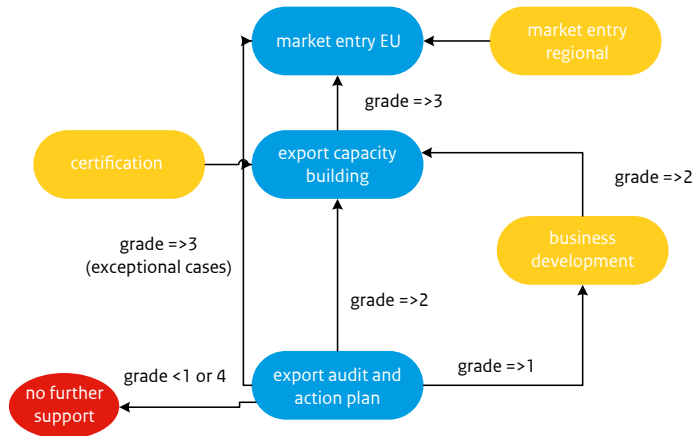 market entry EU
market entry
regional
grade =>3
certification
export capacity
building
grade =>2
grade =>3
(exceptional cases)
business
development
grade =>2
grade <1 or 4
export audit and
action plan
grade =>1
no further
support